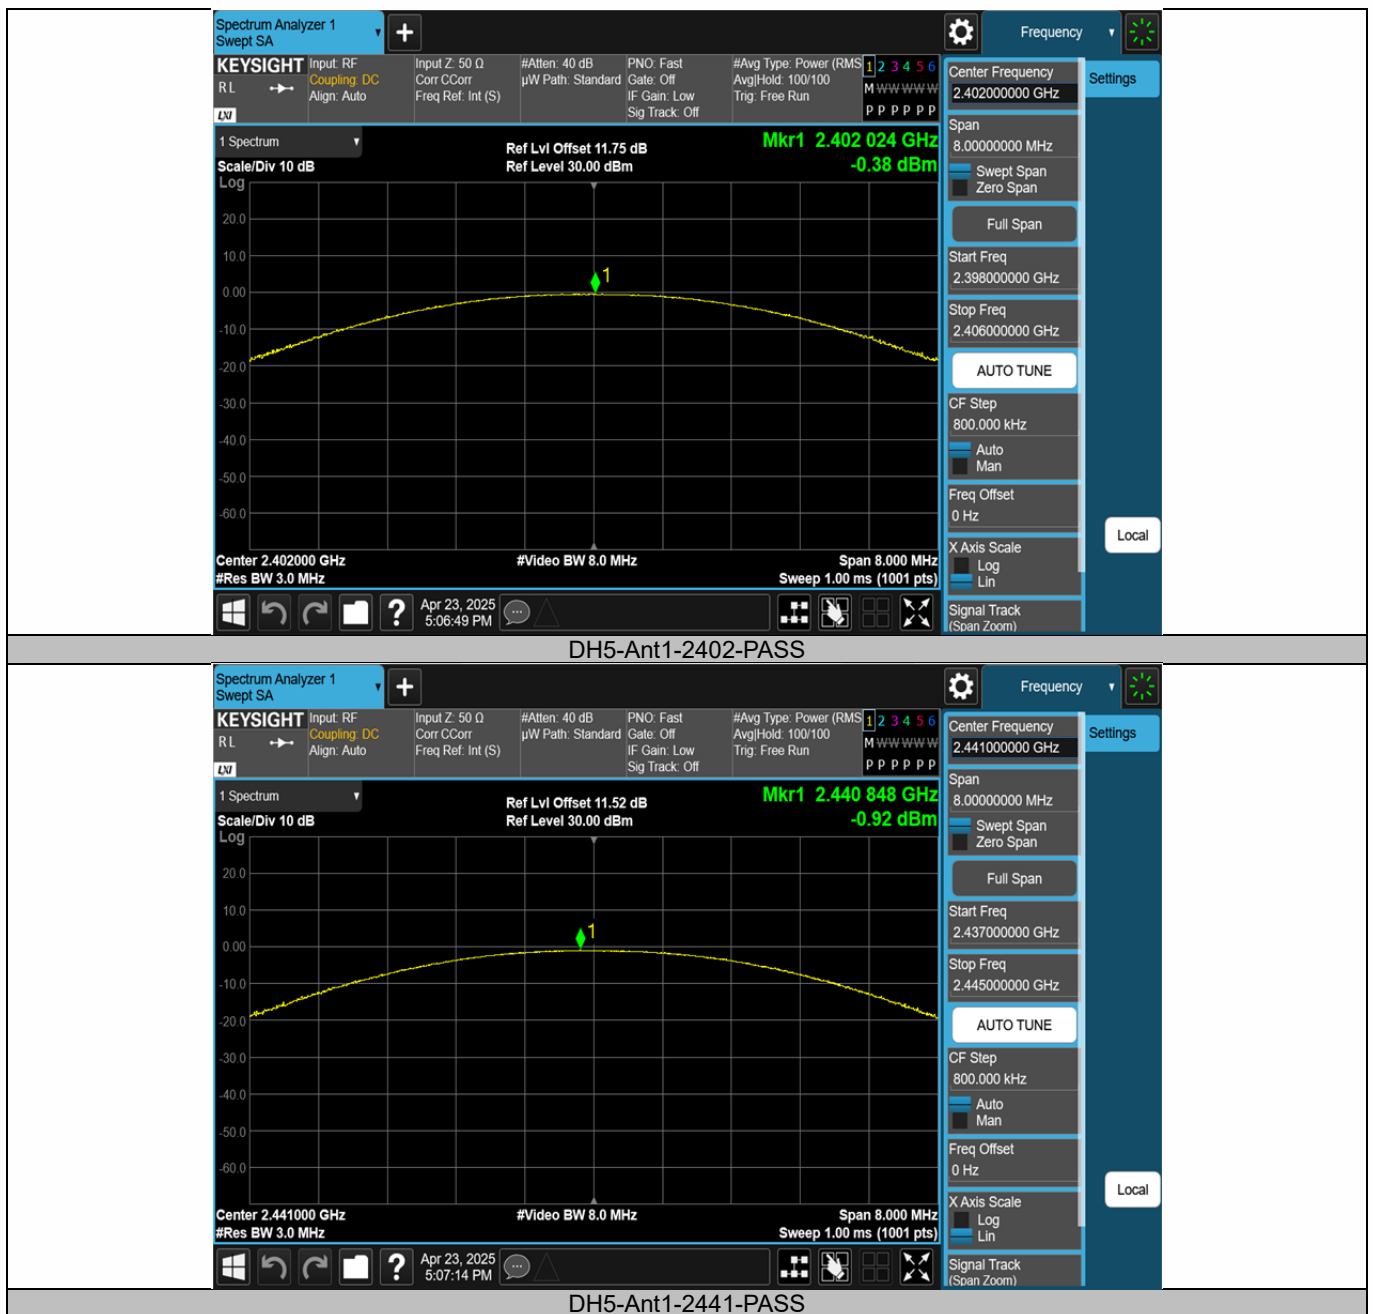 Spectrum Analyzer 1
Swept SA
Frequency
KEYSIGHT
RL
LXI
Input: RF
Coupling: DC
Align: Auto
Input Z: 50 Ω
Corr CCorr
Freq Ref: Int (S)
#Atten: 40 dB
µW Path: Standard
PNO: Fast
Gate: Off
IF Gain: Low
Sig Track: Off
#Avg Type: Power (RMS
Avg|Hold: 100/100
Trig: Free Run
1 2 3 4 5 6
M W W W W W
P P P P P P
Center Frequency
2.402000000 GHz
Settings
Span
8.00000000 MHz
Swept Span
Zero Span
Full Span
Start Freq
2.398000000 GHz
Stop Freq
2.406000000 GHz
AUTO TUNE
CF Step
800.000 kHz
Auto
Man
Freq Offset
0 Hz
X Axis Scale
Log
Lin
Signal Track
(Span Zoom)
Local
1 Spectrum
Scale/Div 10 dB
Log
Ref Lvl Offset 11.75 dB
Ref Level 30.00 dBm
Mkr1 2.402 024 GHz
-0.38 dBm
1
20.0
10.0
0.00
-10.0
-20.0
-30.0
-40.0
-50.0
-60.0
Center 2.402000 GHz
#Res BW 3.0 MHz
#Video BW 8.0 MHz
Span 8.000 MHz
Sweep 1.00 ms (1001 pts)
?
Apr 23, 2025
5:06:49 PM
DH5-Ant1-2402-PASS
Spectrum Analyzer 1
Swept SA
Frequency
KEYSIGHT
RL
LXI
Input: RF
Coupling: DC
Align: Auto
Input Z: 50 Ω
Corr CCorr
Freq Ref: Int (S)
#Atten: 40 dB
µW Path: Standard
PNO: Fast
Gate: Off
IF Gain: Low
Sig Track: Off
#Avg Type: Power (RMS
Avg|Hold: 100/100
Trig: Free Run
1 2 3 4 5 6
M W W W W W
P P P P P P
Center Frequency
2.441000000 GHz
Settings
Span
8.00000000 MHz
Swept Span
Zero Span
Full Span
Start Freq
2.437000000 GHz
Stop Freq
2.445000000 GHz
AUTO TUNE
CF Step
800.000 kHz
Auto
Man
Freq Offset
0 Hz
X Axis Scale
Log
Lin
Signal Track
(Span Zoom)
Local
1 Spectrum
Scale/Div 10 dB
Log
Ref Lvl Offset 11.52 dB
Ref Level 30.00 dBm
Mkr1 2.440 848 GHz
-0.92 dBm
1
20.0
10.0
0.00
-10.0
-20.0
-30.0
-40.0
-50.0
-60.0
Center 2.441000 GHz
#Res BW 3.0 MHz
#Video BW 8.0 MHz
Span 8.000 MHz
Sweep 1.00 ms (1001 pts)
?
Apr 23, 2025
5:07:14 PM
DH5-Ant1-2441-PASS